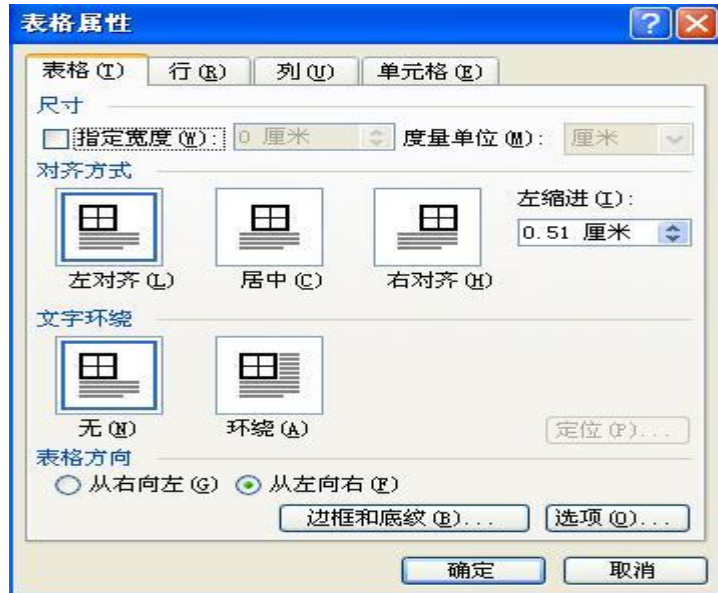 表格属性
表格(T) 行(R) 列(U) 单元格(E)
尺寸
指定宽度(W): 0 厘米 度量单位(M): 厘米
对齐方式
左缩进(I):
0.51 厘米
左对齐(L) 居中(C) 右对齐(H)
文字环绕
无(N) 环绕(A) 定位(P)...
表格方向
从右向左(G) 从左向右(F)
边框和底纹(B)... 选项(O)...
确定 取消